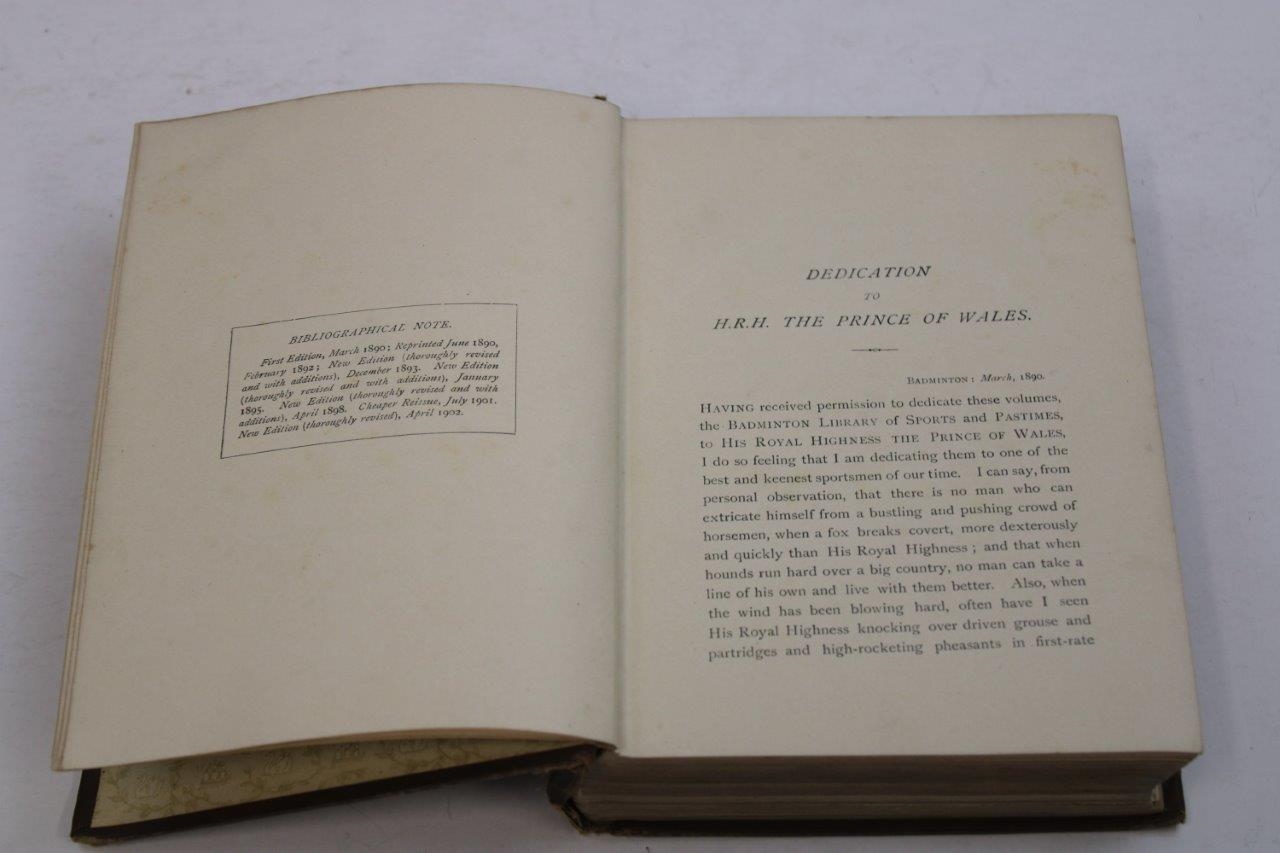 BIBLIOGRAPHICAL NOTE.
First Edition, March 1890; Reprinted June 1890,
February 1892; New Edition (thoroughly revised
and with additions), December 1893. New Edition
(thoroughly revised and with additions), January
1895. New Edition (thoroughly revised and with
additions), April 1898. Cheaper Reissue, July 1901.
New Edition (thoroughly revised), April 1902.
DEDICATION
TO
H.R.H. THE PRINCE OF WALES.
BADMINTON: March, 1890.
HAVING received permission to dedicate these volumes,
the BADMINTON LIBRARY of SPORTS and PASTIMES,
to HIS ROYAL HIGHNESS THE PRINCE OF WALES,
I do so feeling that I am dedicating them to one of the
best and keenest sportsmen of our time. I can say, from
personal observation, that there is no man who can
extricate himself from a bustling and pushing crowd of
horsemen, when a fox breaks covert, more dexterously
and quickly than His Royal Highness; and that when
hounds run hard over a big country, no man can take a
line of his own and live with them better. Also, when
the wind has been blowing hard, often have I seen
His Royal Highness knocking over driven grouse and
partridges and high-rocketing pheasants in first-rate